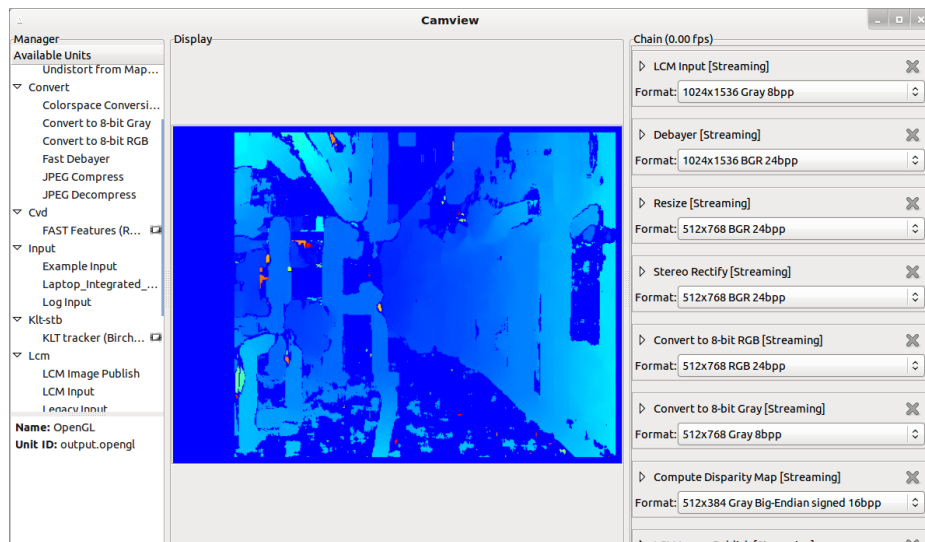 Camview
Manager
Available Units
Undistort from Map...
Convert
Colorspace Conversi...
Convert to 8-bit Gray
Convert to 8-bit RGB
Fast Debayer
JPEG Compress
JPEG Decompress
Cvd
FAST Features (R...
Input
Example Input
Laptop_Integrated_...
Log Input
Klt-stb
KLT tracker (Birch...
Lcm
LCM Image Publish
LCM Input
Legacy Input
Name: OpenGL
Unit ID: output.opengl
Display
Chain (0.00 fps)
LCM Input [Streaming]
Format: 1024x1536 Gray 8bpp
Debayer [Streaming]
Format: 1024x1536 BGR 24bpp
Resize [Streaming]
Format: 512x768 BGR 24bpp
Stereo Rectify [Streaming]
Format: 512x768 BGR 24bpp
Convert to 8-bit RGB [Streaming]
Format: 512x768 RGB 24bpp
Convert to 8-bit Gray [Streaming]
Format: 512x768 Gray 8bpp
Compute Disparity Map [Streaming]
Format: 512x384 Gray Big-Endian signed 16bpp